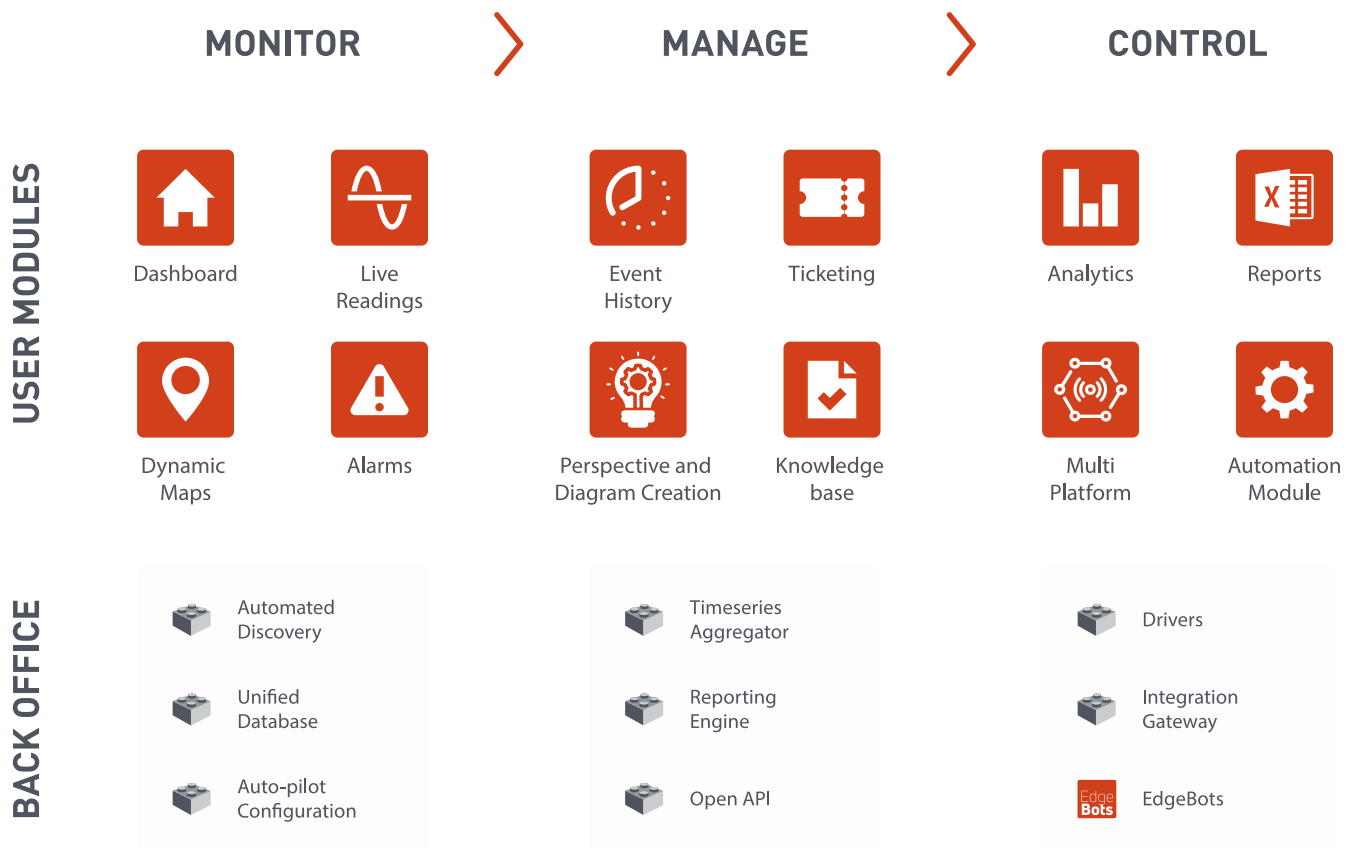 MONITOR
MANAGE
CONTROL
USER MODULES
Dashboard
Live
Readings
Event
History
Ticketing
Analytics
X
Reports
Dynamic
Maps
Alarms
Perspective and
Diagram Creation
Knowledge
base
Multi
Platform
Automation
Module
BACK OFFICE
Automated
Discovery
Unified
Database
Auto-pilot
Configuration
Timeseries
Aggregator
Reporting
Engine
Open API
Drivers
Integration
Gateway
Edge
Bots
EdgeBots